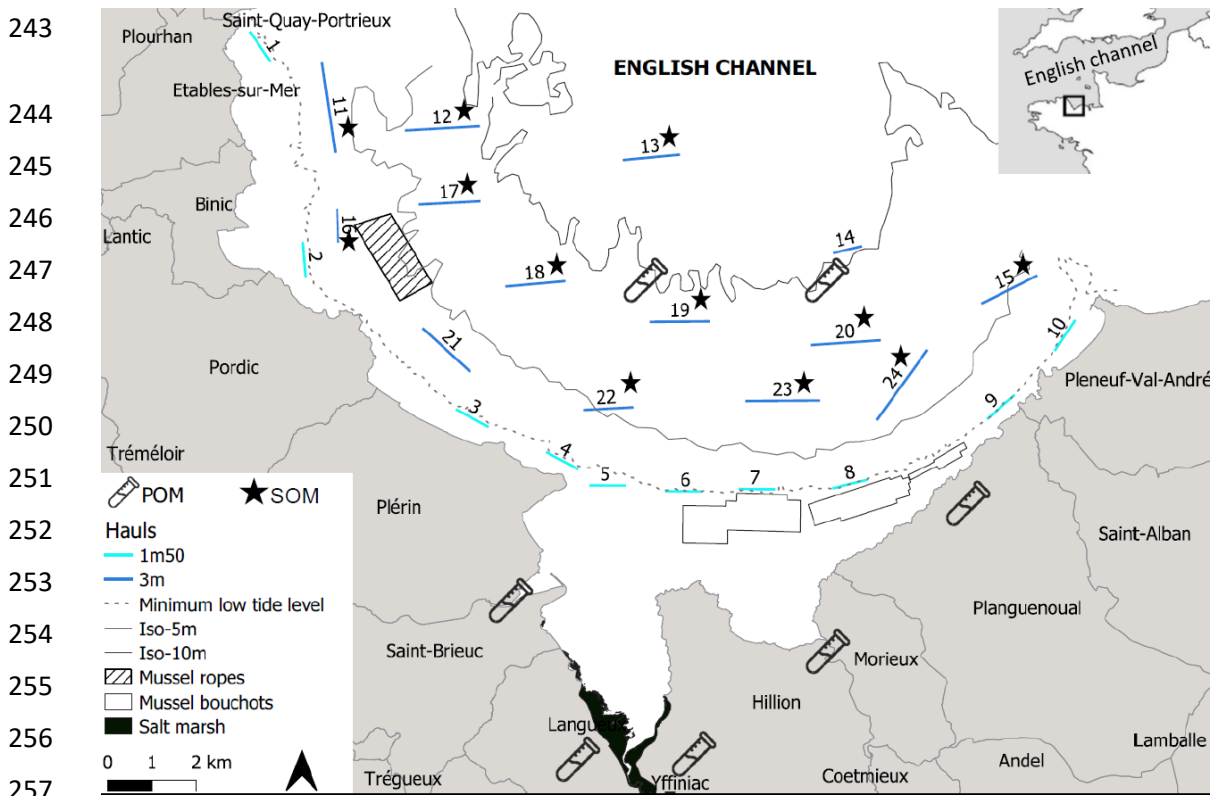 243
Saint-Quay-Portrieux
Plourhan
1
ENGLISH CHANNEL
English channel
Etables-sur-Mer
244
11
12
13
245
17
246
Binic
16
14
Lantic
247
2
18
15
19
248
20
10
21
249
Pordic
24
Pleneuf-Val-André
22
23
9
250
3
Tréméloir
4
251
5
6
7
8
POM
SOM
Plérin
252
Hauls
Saint-Alban
1m50
253
3m
Minimum low tide level
Planguenoual
254
Iso-5m
Iso-10m
Saint-Brieuc
Morieux
255
Mussel ropes
Mussel bouchots
Hillion
256
Salt marsh
Langueux
Lamballe
0 1 2 km
Andel
257
Trégueux
Yffiniac
Coetmieux